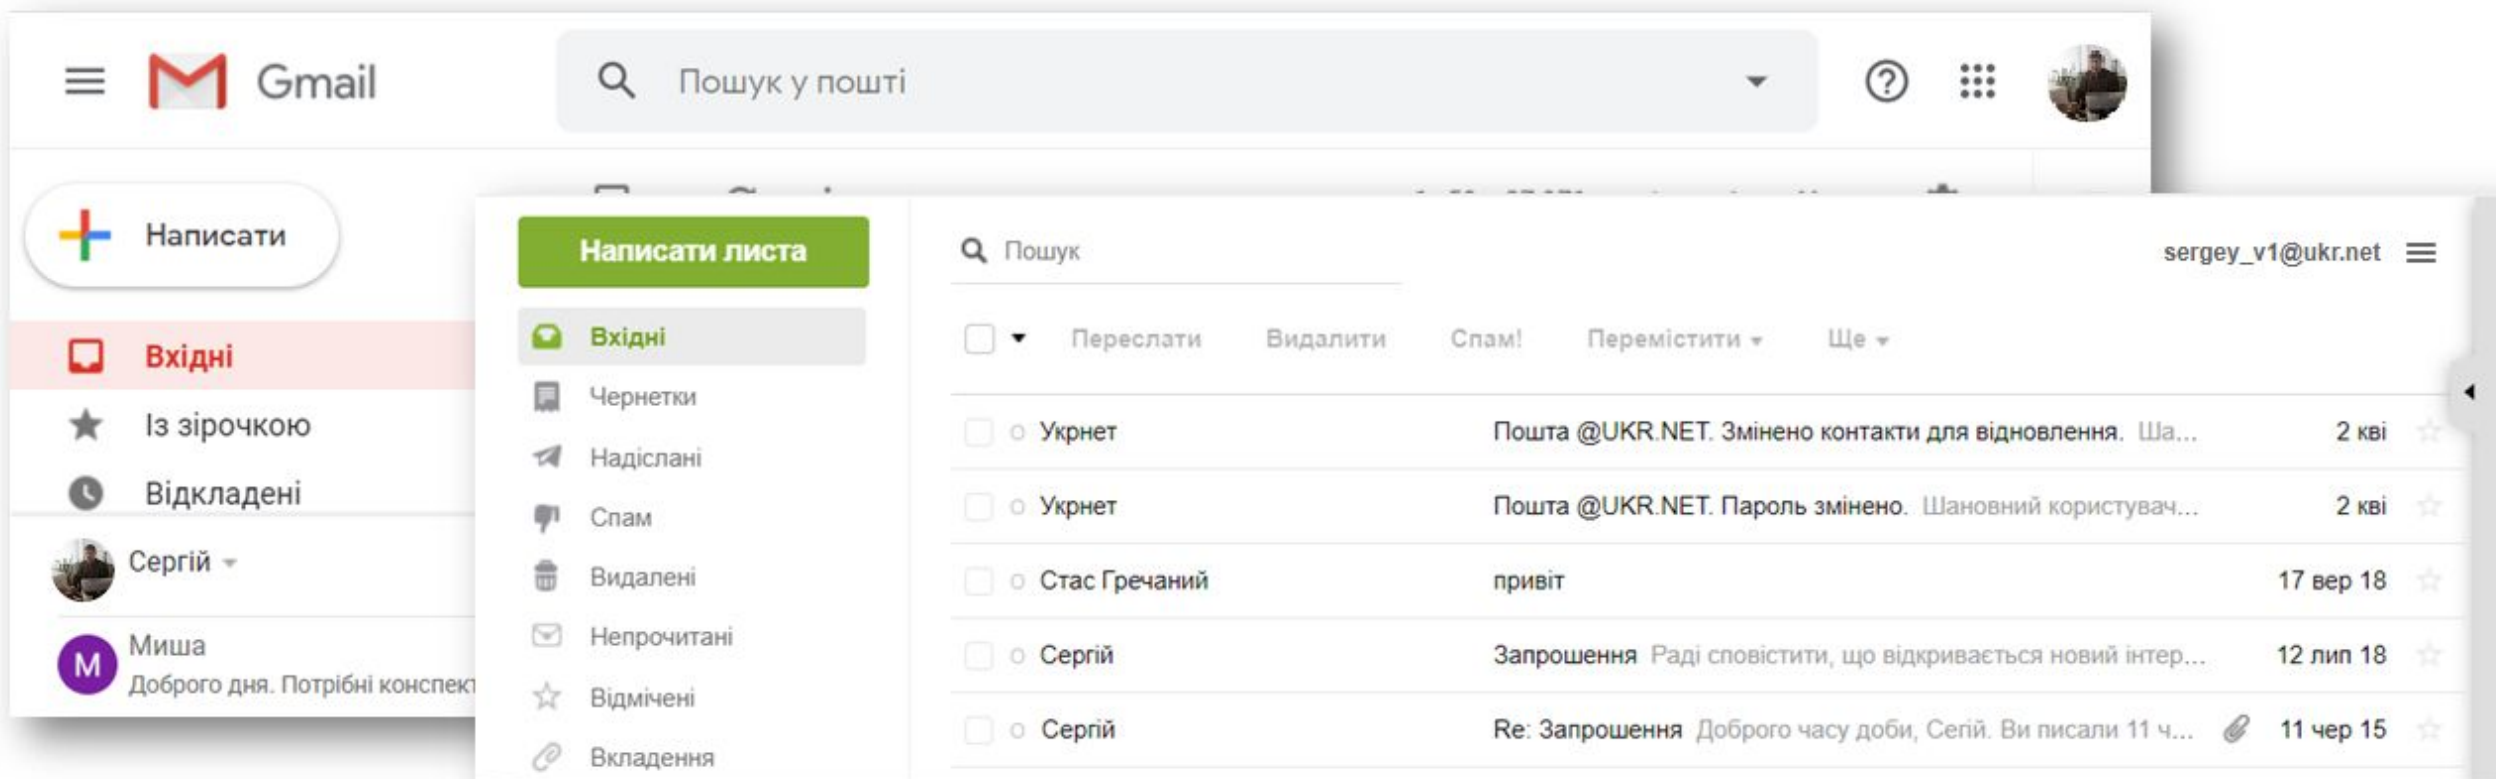 Gmail
Пошук у пошті
Написати
Вхідні
Із зірочкою
Відкладені
Сергій
М
Миша
Доброго дня. Потрібні конспект
Написати листа
Вхідні
Чернетки
Надіслані
Спам
Видалені
Непрочитані
Відмічені
Вкладення
Пошук
sergey_v1@ukr.net
Переслати Видалити Спам! Перемістити Ще
Укрнет Пошта @UKR.NET. Змінено контакти для відновлення. Ша... 2 кві
Укрнет Пошта @UKR.NET. Пароль змінено. Шановний користувач... 2 кві
Стас Гречаний привіт 17 вер 18
Сергій Запрошення Раді сповістити, що відкривається новий інтер... 12 лип 18
Сергій Re: Запрошення Доброго часу доби, Сегій. Ви писали 11 ч... 11 чер 15